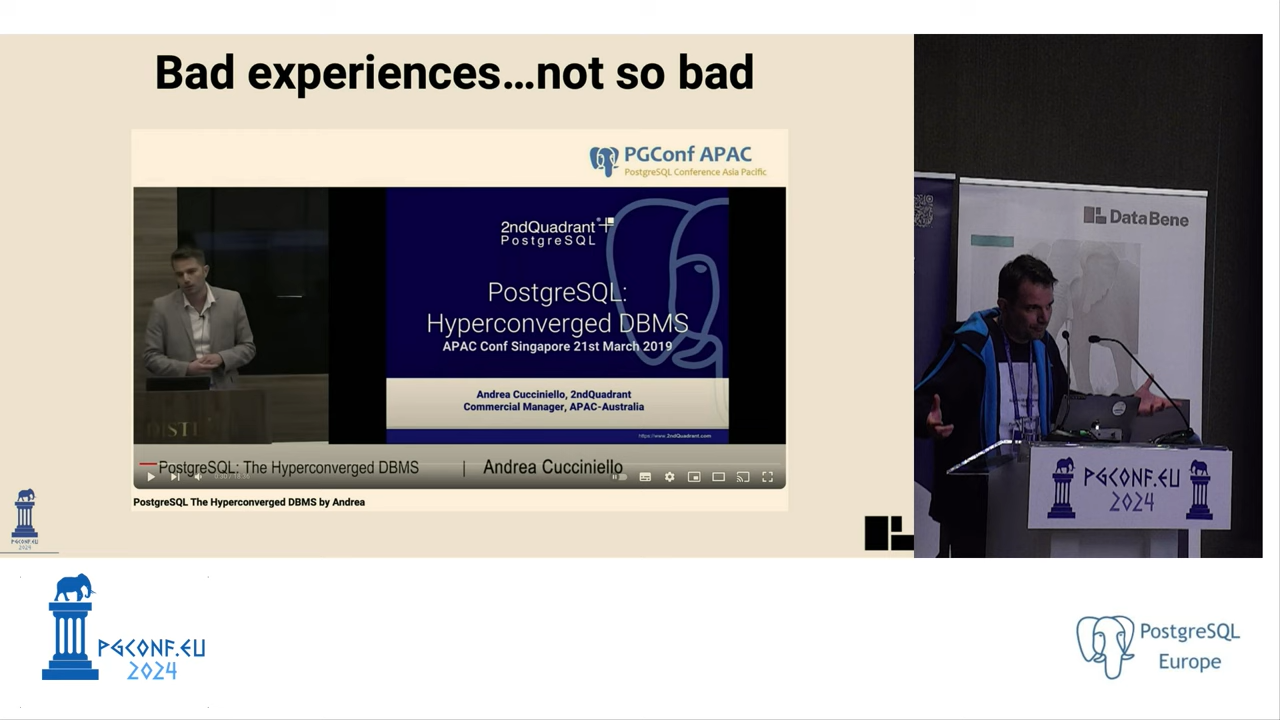 Bad experiences...not so bad
PGConf APAC
PostgreSQL Conference Asia Pacific
2ndQuadrant
PostgreSQL
PostgreSQL:
Hyperconverged DBMS
APAC Conf Singapore 21st March 2019
Andrea Cucciniello, 2ndQuadrant
Commercial Manager, APAC-Australia
https://www.2ndQuadrant.com
PostgreSQL: The Hyperconverged DBMS | Andrea Cucciniello
PostgreSQL The Hyperconverged DBMS by Andrea
Data Bene
PGCONF.EU
2024
PGCONF.EU
2024
PostgreSQL
Europe